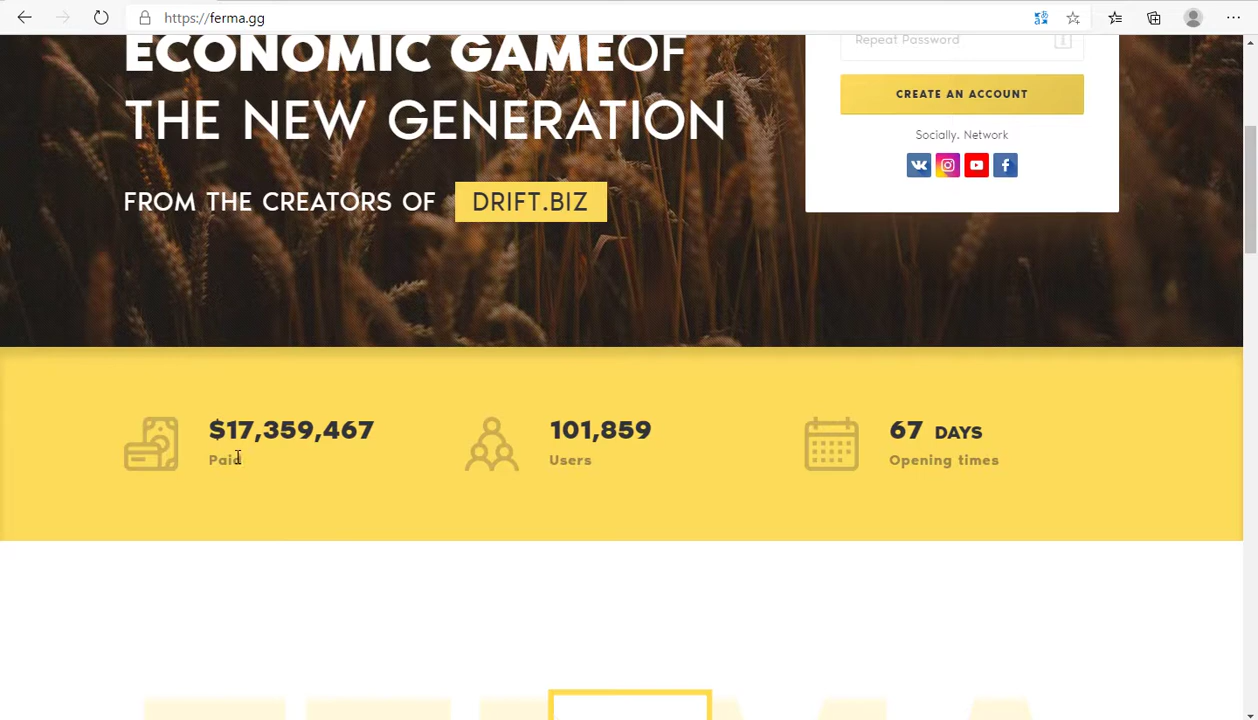 https://ferma.gg
ECONOMIC GAMEOF
THE NEW GENERATION
FROM THE CREATORS OF DRIFT.BIZ
Repeat Password
CREATE AN ACCOUNT
Socially. Network
$17,359,467
Paid
101,859
Users
67 DAYS
Opening times